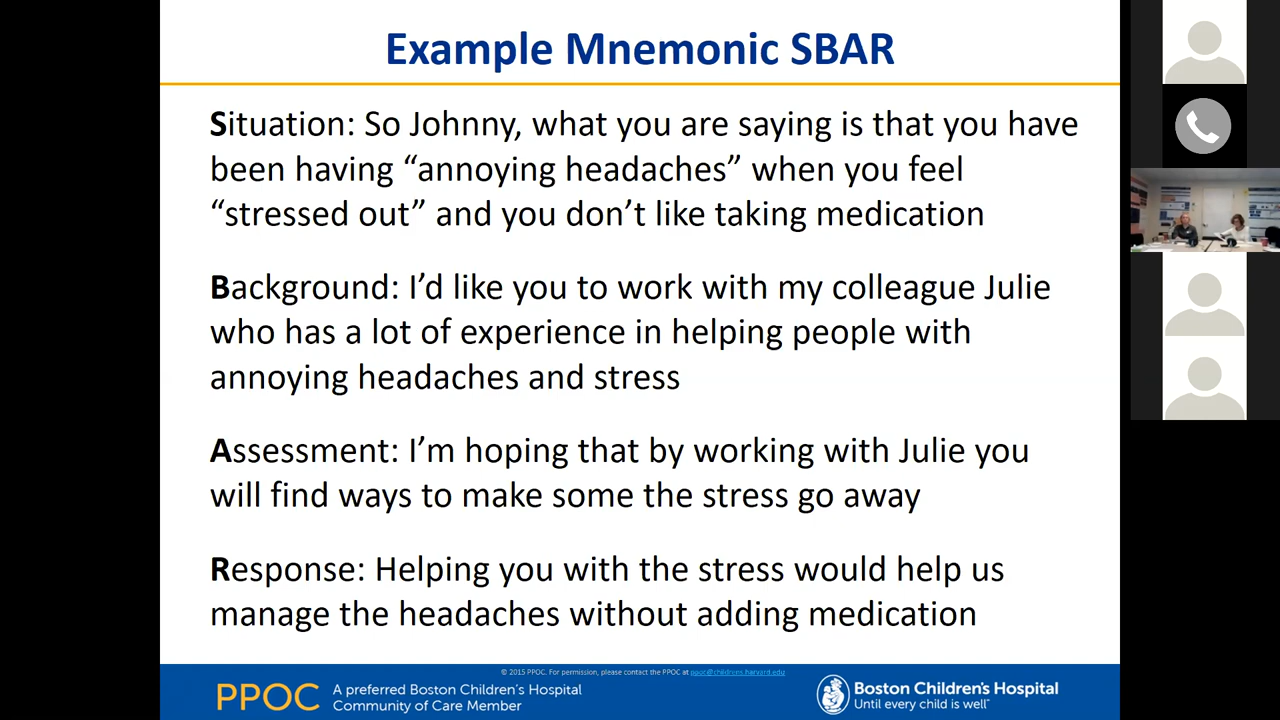 Example Mnemonic SBAR
Situation: So Johnny, what you are saying is that you have
been having “annoying headaches” when you feel
“stressed out” and you don’t like taking medication
Background: I’d like you to work with my colleague Julie
who has a lot of experience in helping people with
annoying headaches and stress
Assessment: I’m hoping that by working with Julie you
will find ways to make some the stress go away
Response: Helping you with the stress would help us
manage the headaches without adding medication
© 2015 PPOC. For permission, please contact the PPOC at ppoc@childrens.harvard.edu
PPOC
A preferred Boston Children’s Hospital
Community of Care Member
Boston Children’s Hospital
Until every child is well™